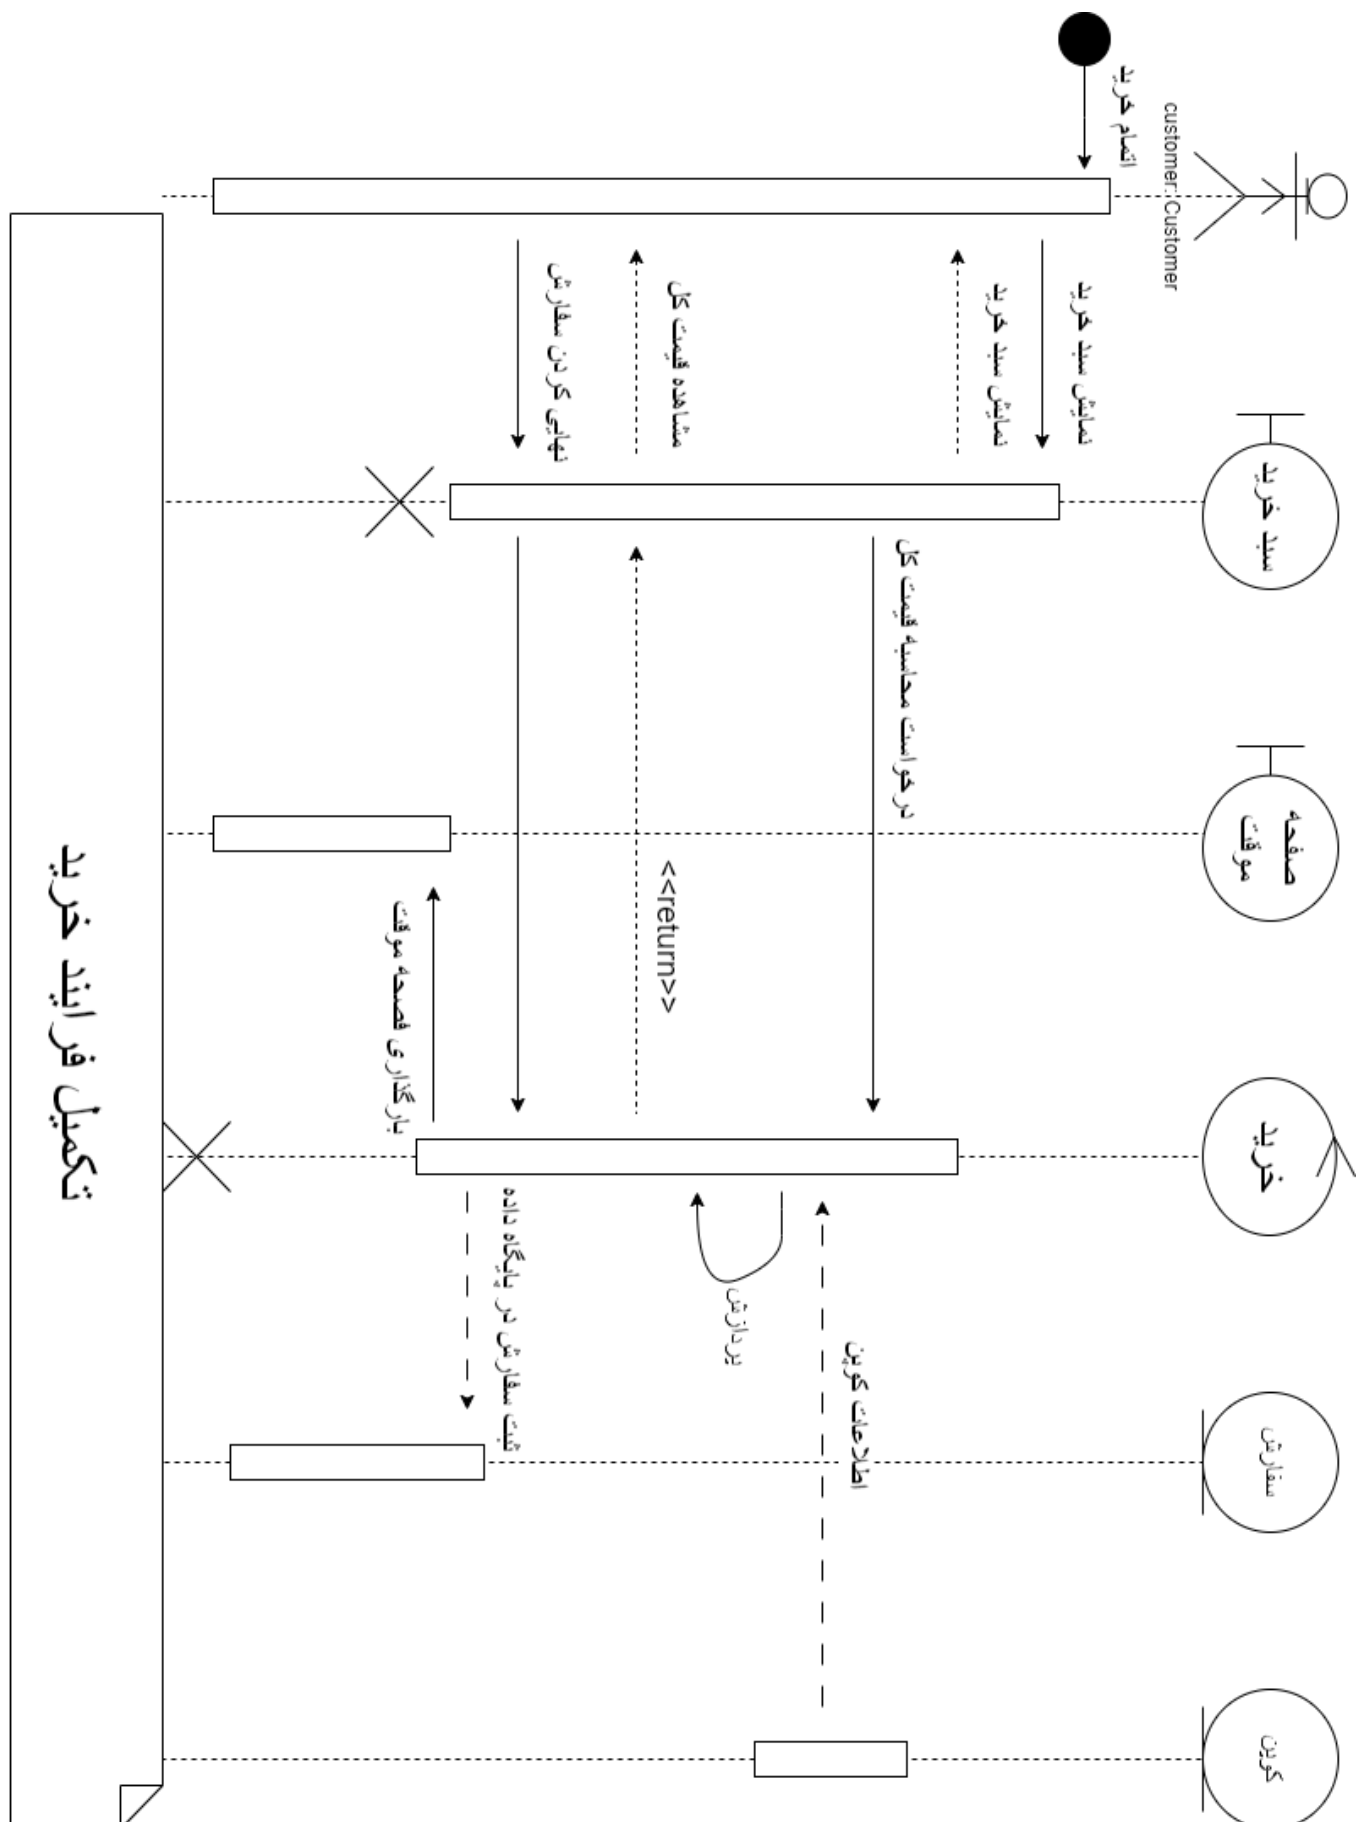 customer: Customer
سبد خرید
صفحه
موقت
خرید
سفارش
کوپن
اتمام خرید
نمایش سبد خرید
نمایش سبد خرید
درخواست محاسبه قیمت کل
اطلاعات کوپن
پردازش
<<return>>
مشاهده قیمت کل
نهایی کردن سفارش
ثبت سفارش در پایگاه داده
بارگذاری فصحه موقت
تکمیل فرایند خرید